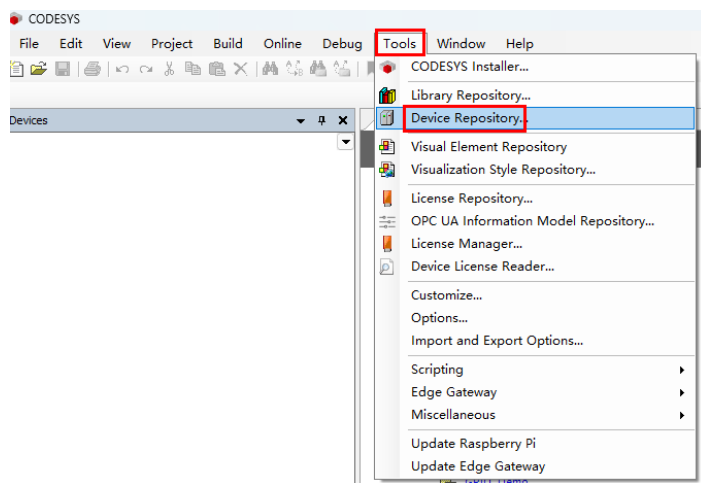 CODESYS
File Edit View Project Build Online Debug Tools Window Help
CODESYS Installer...
Library Repository...
Devices
Device Repository...
Visual Element Repository
Visualization Style Repository...
License Repository...
OPC UA Information Model Repository...
License Manager...
Device License Reader...
Customize...
Options...
Import and Export Options...
Scripting
Edge Gateway
Miscellaneous
Update Raspberry Pi
Update Edge Gateway